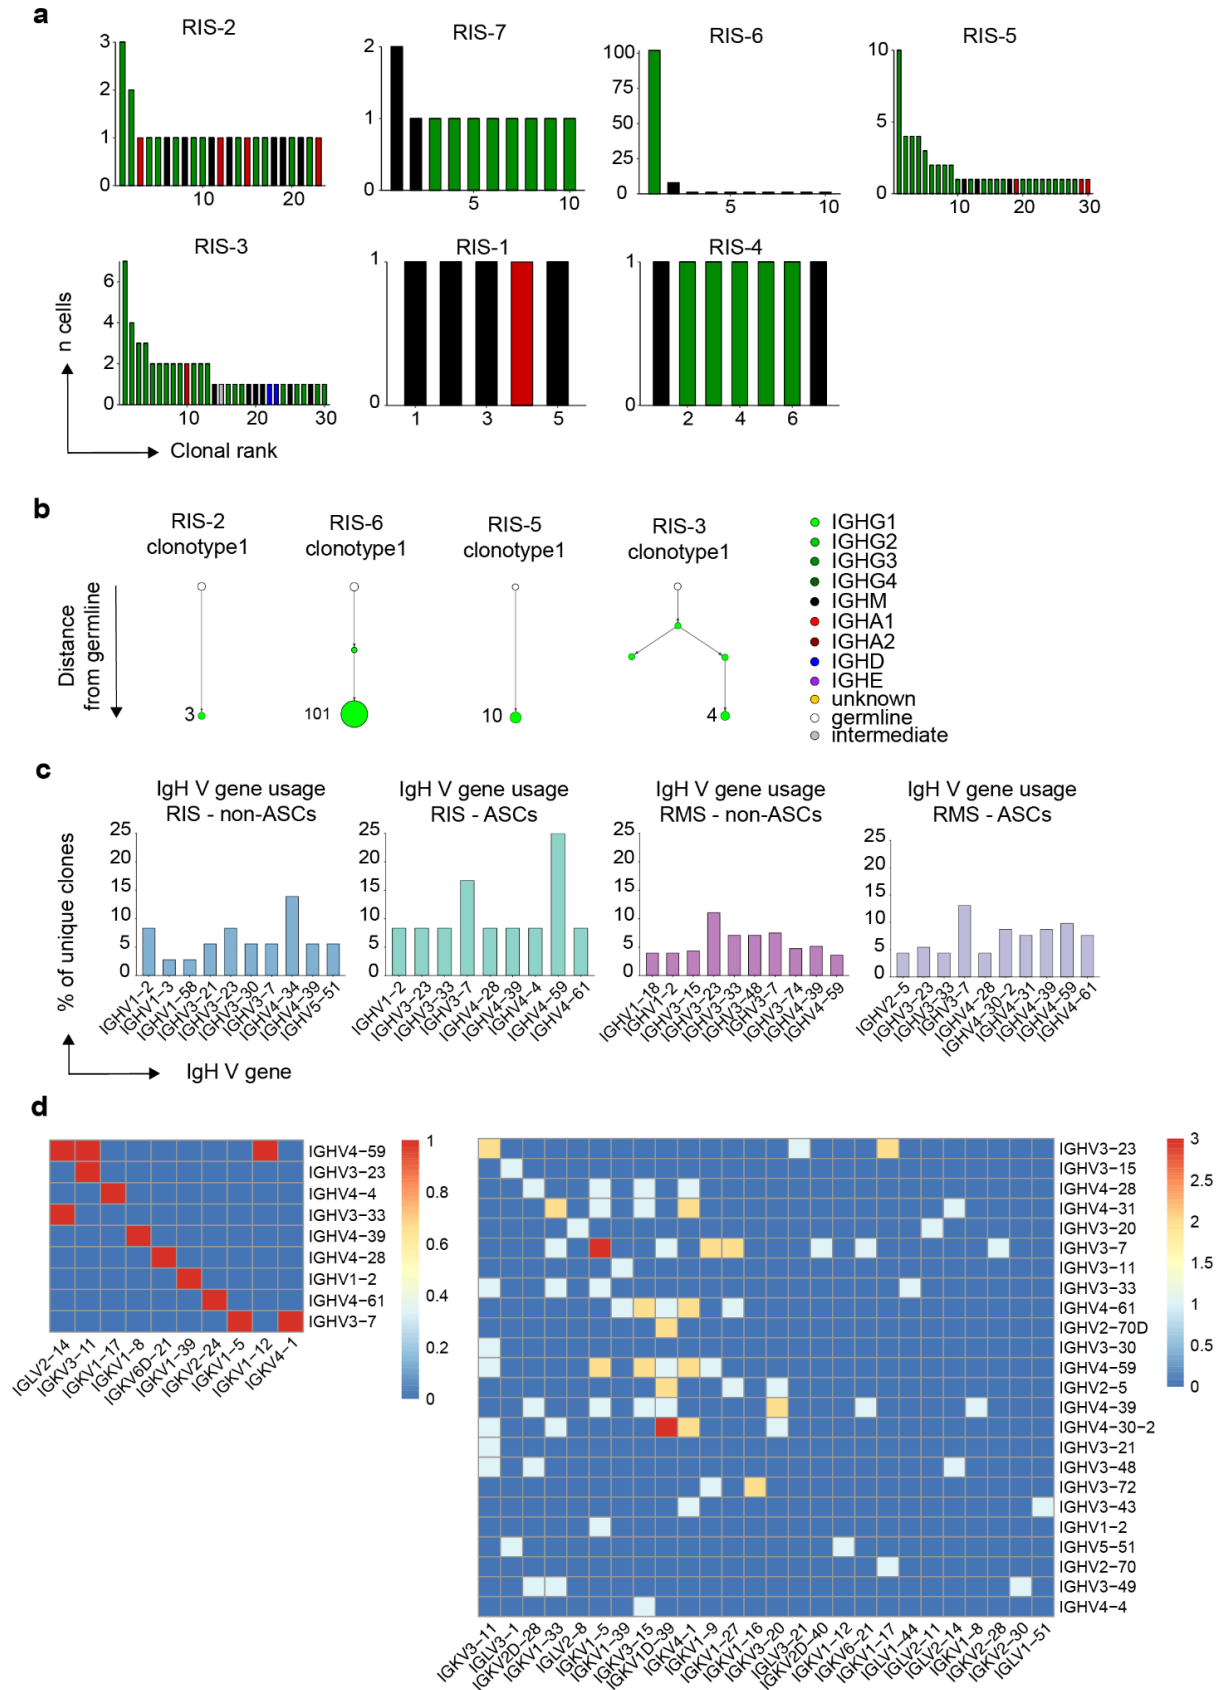 a
RIS-2
RIS-7
RIS-6
RIS-5
3
2
1
0
10
20
2
1
0
5
10
100
75
50
25
0
5
10
10
5
0
10
20
30
RIS-3
RIS-1
RIS-4
6
4
2
0
10
20
30
1
0
1
3
5
1
0
2
4
6
n cells
Clonal rank
b
RIS-2
clonotype1
RIS-6
clonotype1
RIS-5
clonotype1
RIS-3
clonotype1
Distance
from germline
3
101
10
4
IGHG1
IGHG2
IGHG3
IGHG4
IGHM
IGHA1
IGHA2
IGHD
IGHE
unknown
germline
intermediate
c
IgH V gene usage
RIS - non-ASCs
IgH V gene usage
RIS - ASCs
IgH V gene usage
RMS - non-ASCs
IgH V gene usage
RMS - ASCs
% of unique clones
25
20
15
10
5
0
IGHV1-2
IGHV1-3
IGHV1-58
IGHV3-21
IGHV3-23
IGHV3-30
IGHV3-7
IGHV4-34
IGHV4-39
IGHV5-51
25
20
15
10
5
0
IGHV1-2
IGHV3-23
IGHV3-33
IGHV3-7
IGHV4-28
IGHV4-39
IGHV4-4
IGHV4-59
IGHV4-61
25
20
15
10
5
0
IGHV1-18
IGHV1-2
IGHV3-15
IGHV3-23
IGHV3-33
IGHV3-48
IGHV3-7
IGHV3-74
IGHV4-39
IGHV4-59
25
20
15
10
5
0
IGHV2-5
IGHV3-23
IGHV3-33
IGHV3-7
IGHV4-28
IGHV4-30-2
IGHV4-31
IGHV4-39
IGHV4-59
IGHV4-61
IgH V gene
d
IGHV4-59
IGHV3-23
IGHV4-4
IGHV3-33
IGHV4-39
IGHV4-28
IGHV1-2
IGHV4-61
IGHV3-7
IGLV2-14
IGKV3-11
IGKV1-17
IGKV1-8
IGKV6D-21
IGKV1-39
IGKV2-24
IGKV1-5
IGKV1-12
IGKV4-1
1
0.8
0.6
0.4
0.2
0
IGHV3-23
IGHV3-15
IGHV4-28
IGHV4-31
IGHV3-20
IGHV3-7
IGHV3-11
IGHV3-33
IGHV4-61
IGHV2-70D
IGHV3-30
IGHV4-59
IGHV2-5
IGHV4-39
IGHV4-30-2
IGHV3-21
IGHV3-48
IGHV3-72
IGHV3-43
IGHV1-2
IGHV5-51
IGHV2-70
IGHV3-49
IGHV4-4
IGKV3-11
IGLV3-1
IGKV2D-28
IGKV1-33
IGLV2-8
IGKV1-5
IGKV1-39
IGKV3-15
IGKV1D-39
IGKV4-1
IGKV1-9
IGKV1-27
IGKV1-16
IGKV3-20
IGLV3-21
IGKV2D-40
IGKV1-12
IGKV6-21
IGKV1-17
IGLV1-44
IGLV2-11
IGLV2-14
IGKV1-8
IGKV2-28
IGKV2-30
IGLV1-51
3
2.5
2
1.5
1
0.5
0